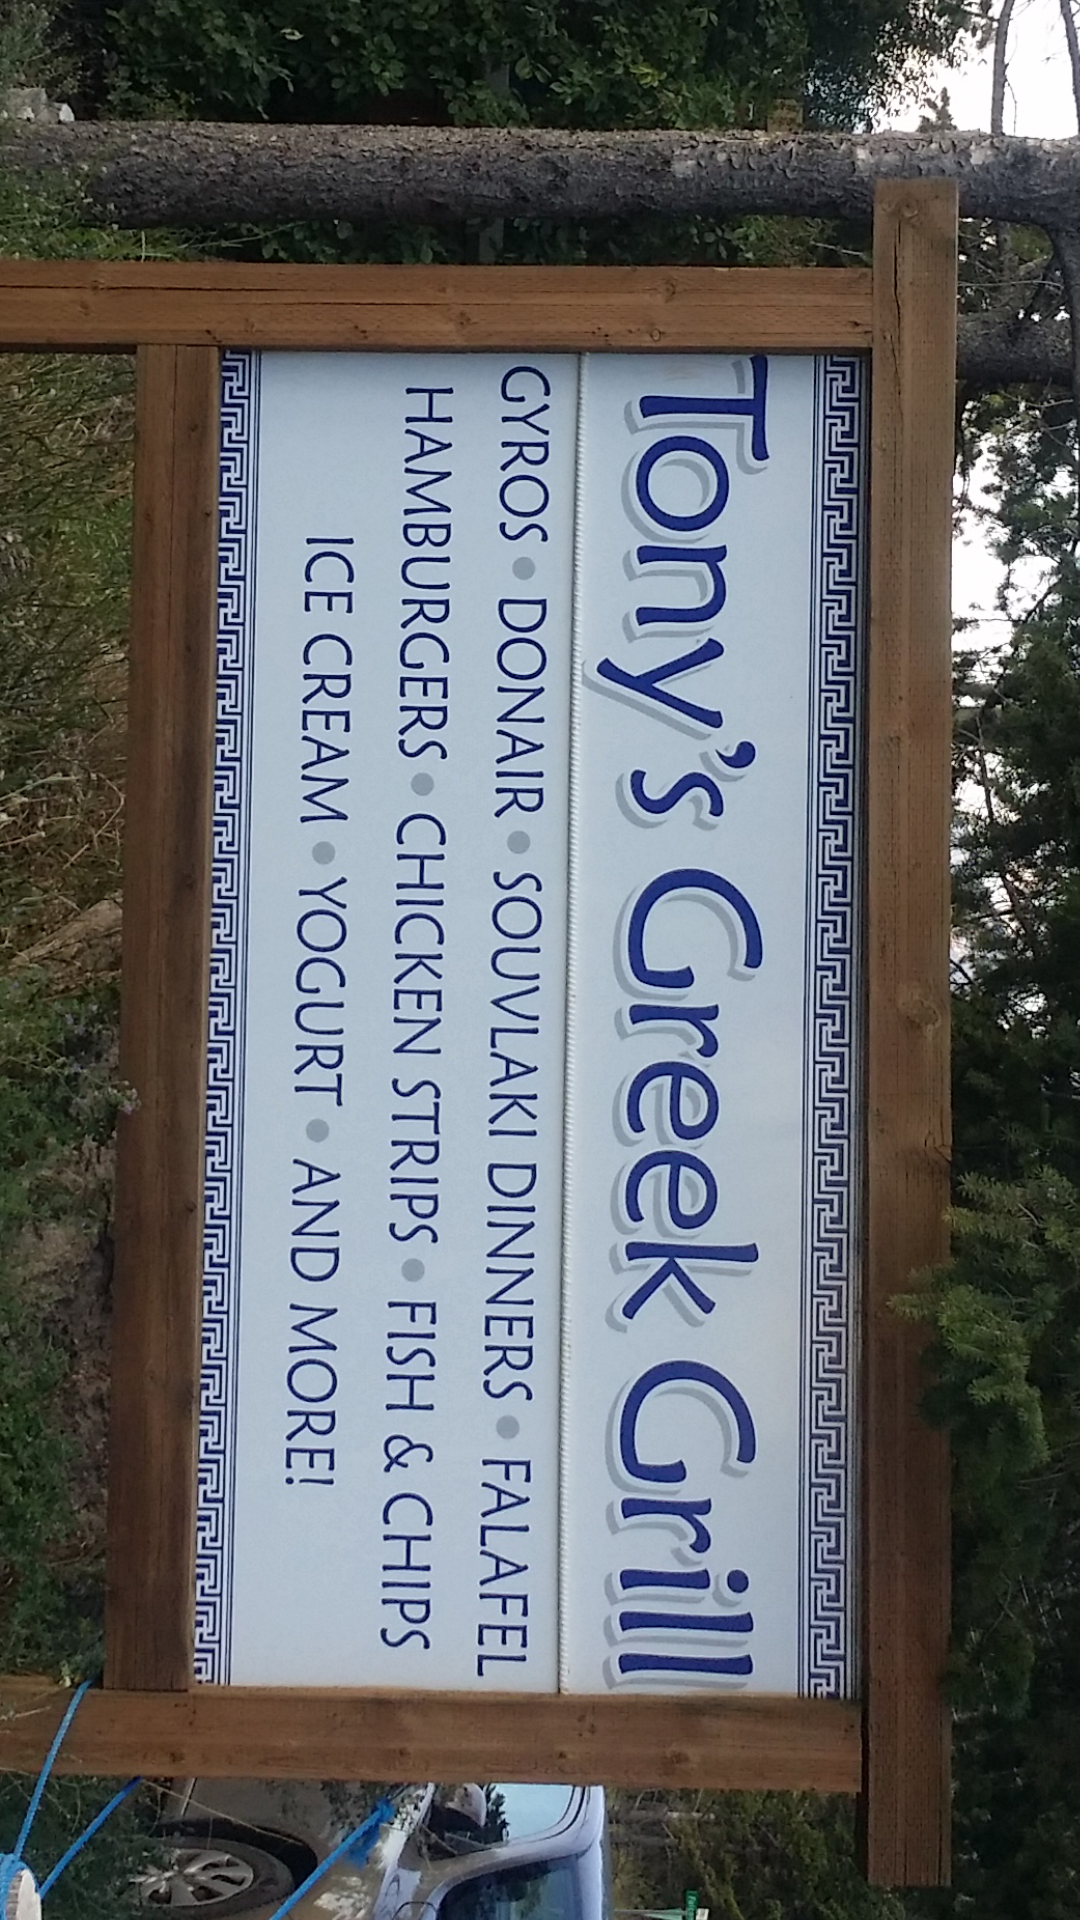 Tony's Greek Grill
GYROS • DONAIR • SOUVLAKI DINNERS • FALAFEL
HAMBURGERS • CHICKEN STRIPS • FISH & CHIPS
ICE CREAM • YOGURT • AND MORE!